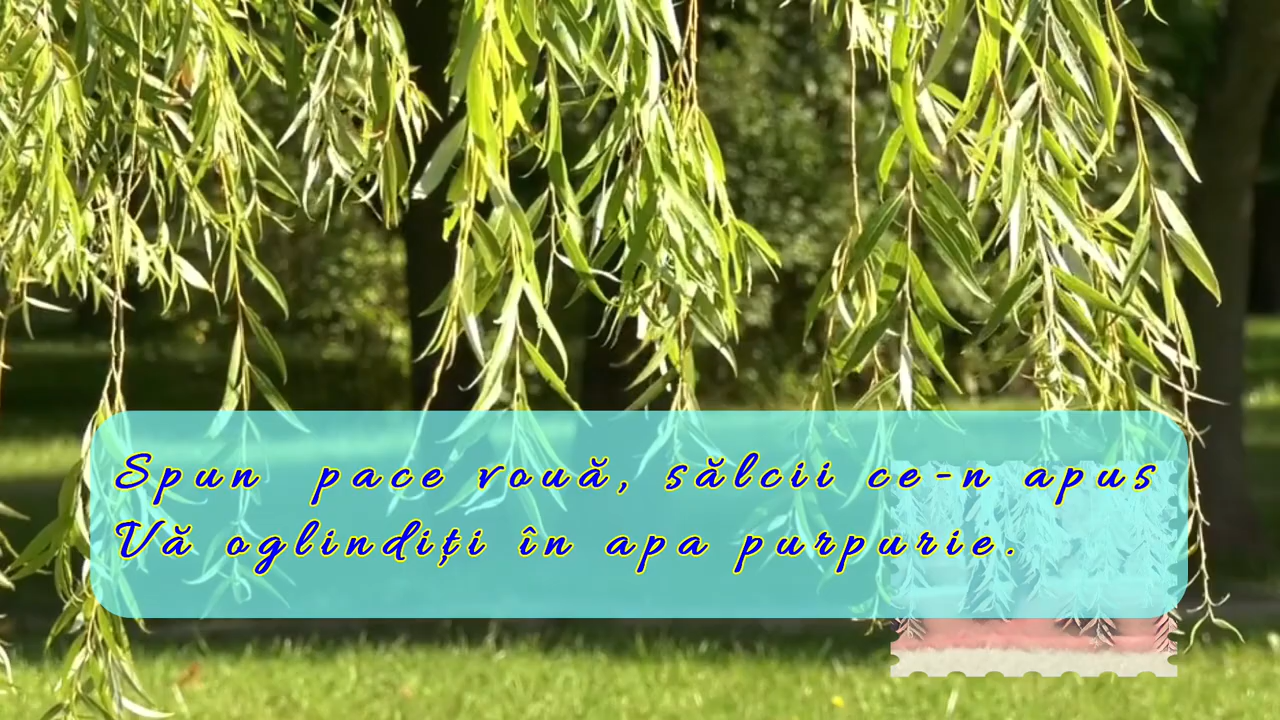 Spun pace vouă, sălcii ce-n apus
Vă oglindiți în apa purpurie.